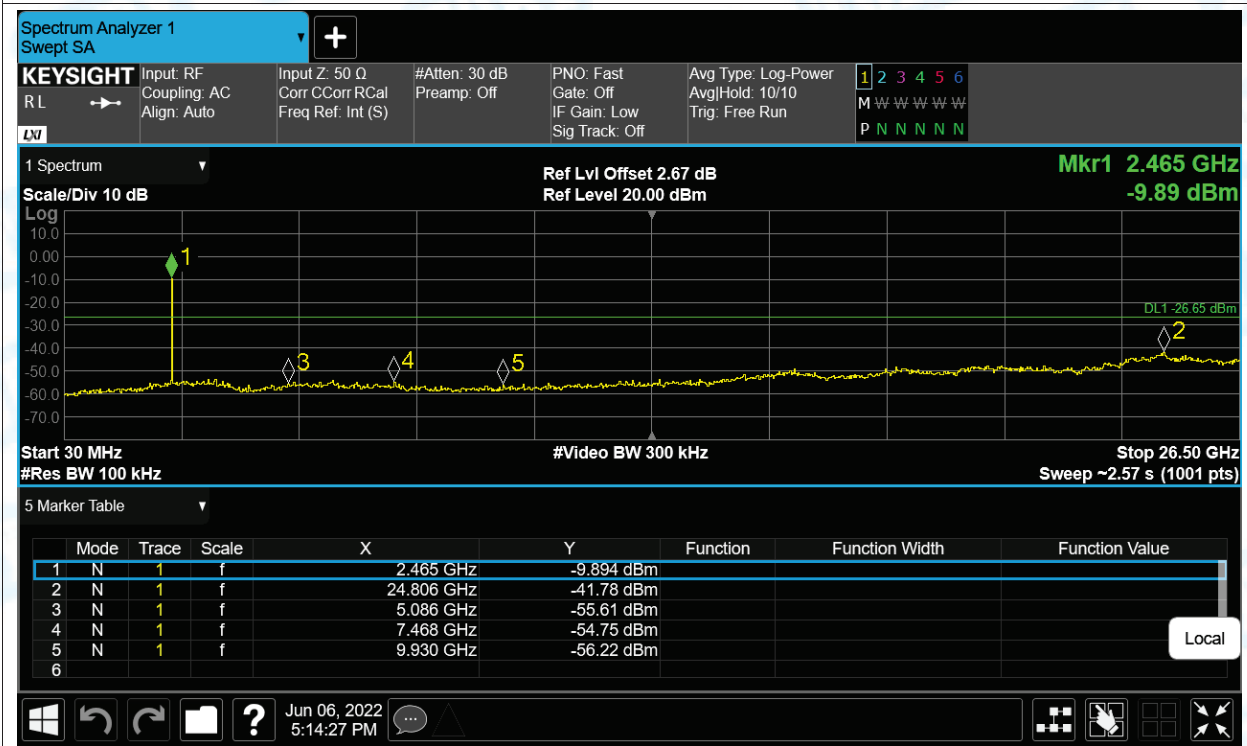 Spectrum Analyzer 1
Swept SA
+
KEYSIGHT Input: RF Input Z: 50 Ω #Atten: 30 dB PNO: Fast Avg Type: Log-Power 1 2 3 4 5 6
R L Coupling: AC Corr CCorr RCal Preamp: Off Gate: Off Avg|Hold: 10/10 M W W W W W
Align: Auto Freq Ref: Int (S) IF Gain: Low Trig: Free Run
LXI Sig Track: Off P N N N N N
1 Spectrum Ref Lvl Offset 2.67 dB Mkr1 2.465 GHz
Scale/Div 10 dB Ref Level 20.00 dBm -9.89 dBm
Log
10.0
0.00 1
-10.0
-20.0 DL1 -26.65 dBm
-30.0 2
-40.0 3 4 5
-50.0
-60.0
-70.0
Start 30 MHz #Video BW 300 kHz Stop 26.50 GHz
#Res BW 100 kHz Sweep ~2.57 s (1001 pts)
5 Marker Table
Mode Trace Scale X Y Function Function Width Function Value
1 N 1 f 2.465 GHz -9.894 dBm
2 N 1 f 24.806 GHz -41.78 dBm
3 N 1 f 5.086 GHz -55.61 dBm
4 N 1 f 7.468 GHz -54.75 dBm
5 N 1 f 9.930 GHz -56.22 dBm
6
Local
? Jun 06, 2022
5:14:27 PM